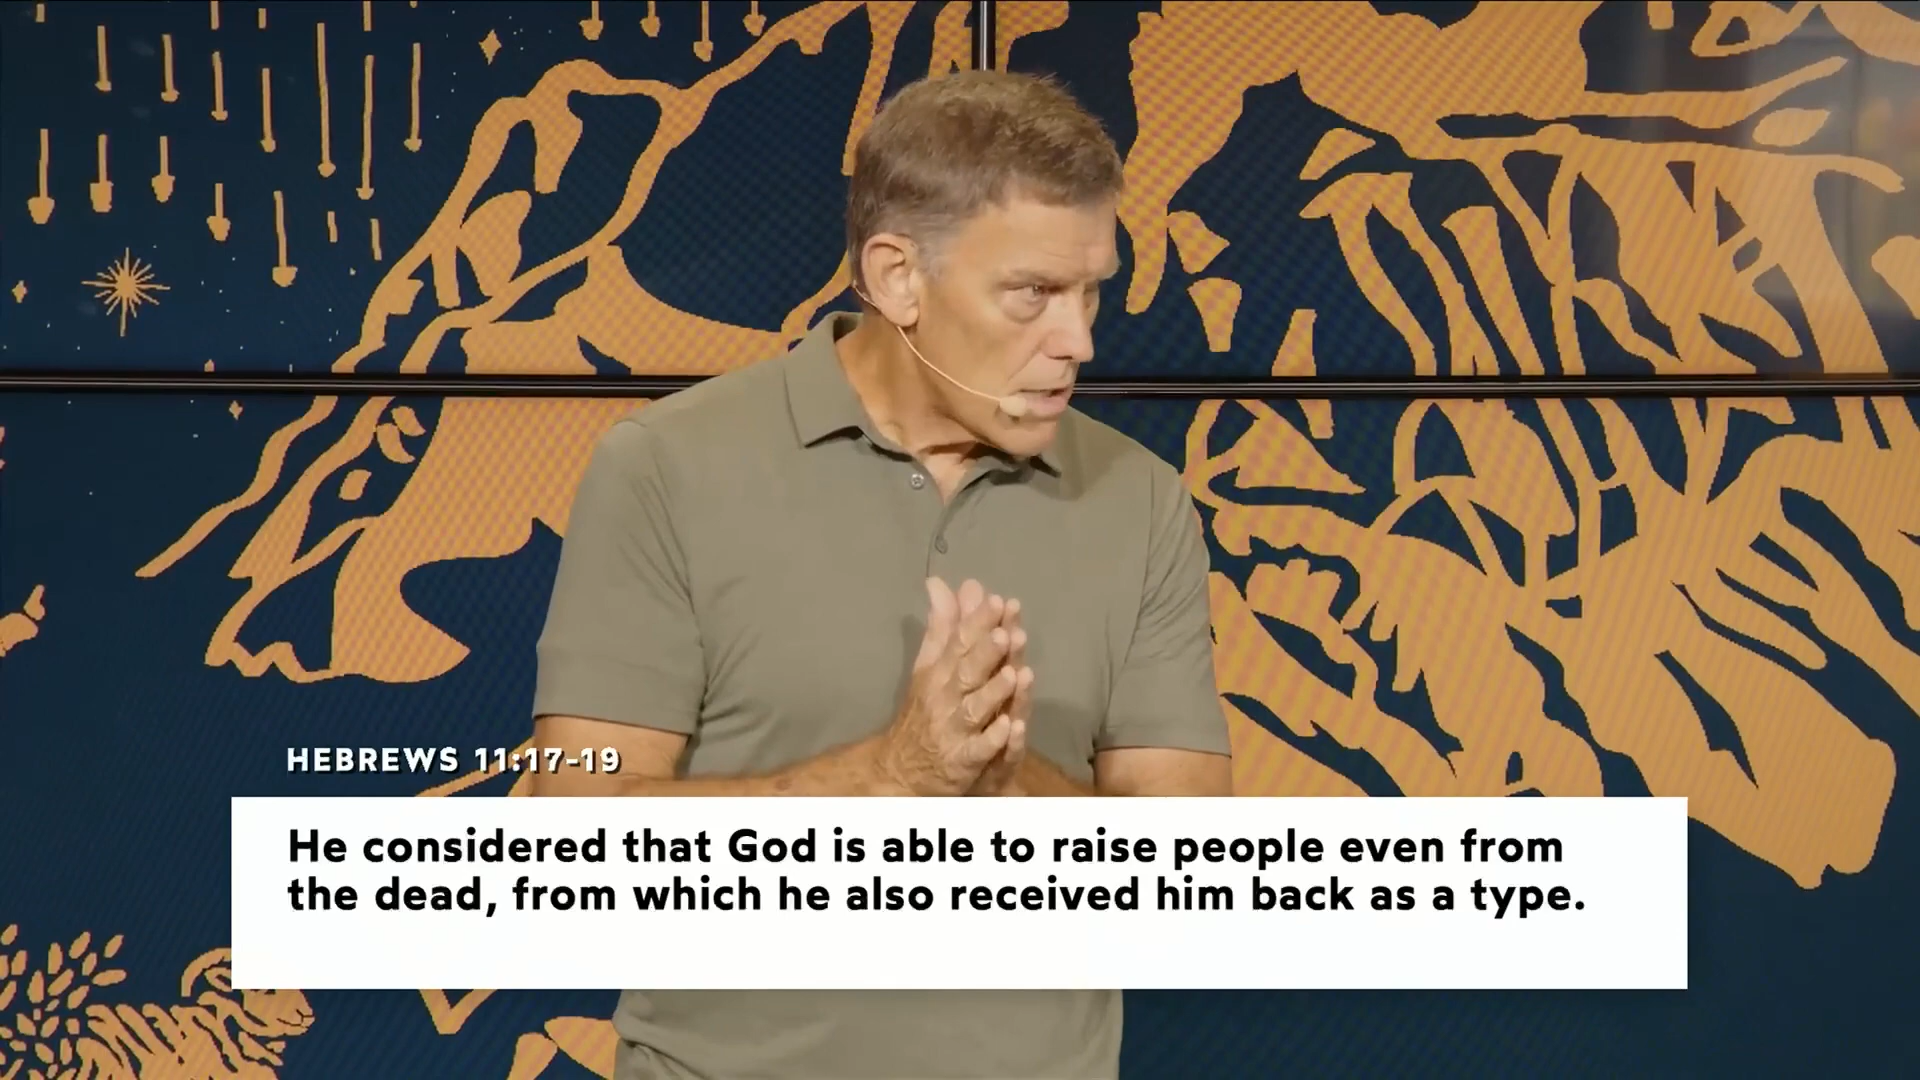 HEBREWS 11:17-19
He considered that God is able to raise people even from
the dead, from which he also received him back as a type.